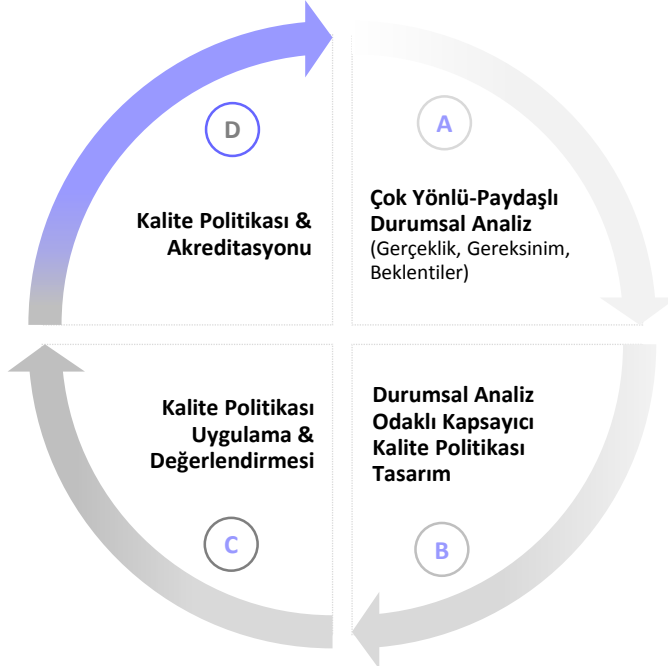 D
Kalite Politikası &
Akreditasyonu
A
Çok Yönlü-Paydaşlı
Durumsal Analiz
(Gerçeklik, Gereksinim,
Beklentiler)
Kalite Politikası
Uygulama &
Değerlendirmesi
C
Durumsal Analiz
Odaklı Kapsayıcı
Kalite Politikası
Tasarım
B